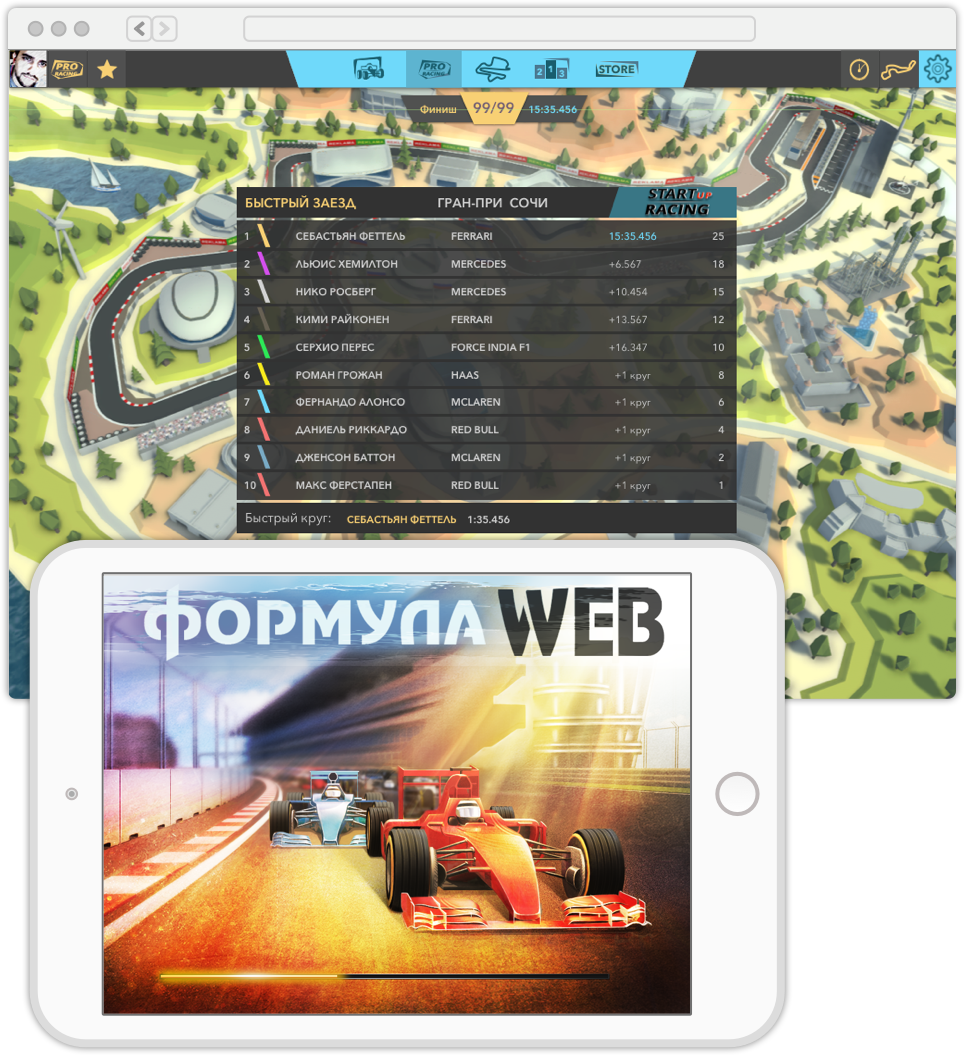 PRO RACING
PRO RACING
2 1 3
STORE
Финиш 99/99 15:35.456
БЫСТРЫЙ ЗАЕЗД ГРАН-ПРИ СОЧИ START UP RACING
1 СЕБАСТЬЯН ФЕТТЕЛЬ FERRARI 15:35.456 25
2 ЛЬЮИС ХЕМИЛТОН MERCEDES +6.567 18
3 НИКО РОСБЕРГ MERCEDES +10.454 15
4 КИМИ РАЙКОНЕН FERRARI +13.567 12
5 СЕРХИО ПЕРЕС FORCE INDIA F1 +16.347 10
6 РОМАН ГРОЖАН HAAS +1 круг 8
7 ФЕРНАНДО АЛОНСО MCLAREN +1 круг 6
8 ДАНИЕЛЬ РИККАРДО RED BULL +1 круг 4
9 ДЖЕНСОН БАТТОН MCLAREN +1 круг 2
10 МАКС ФЕРСТАПЕН RED BULL +1 круг 1
Быстрый круг: СЕБАСТЬЯН ФЕТТЕЛЬ 1:35.456
ФОРМУЛА WEB